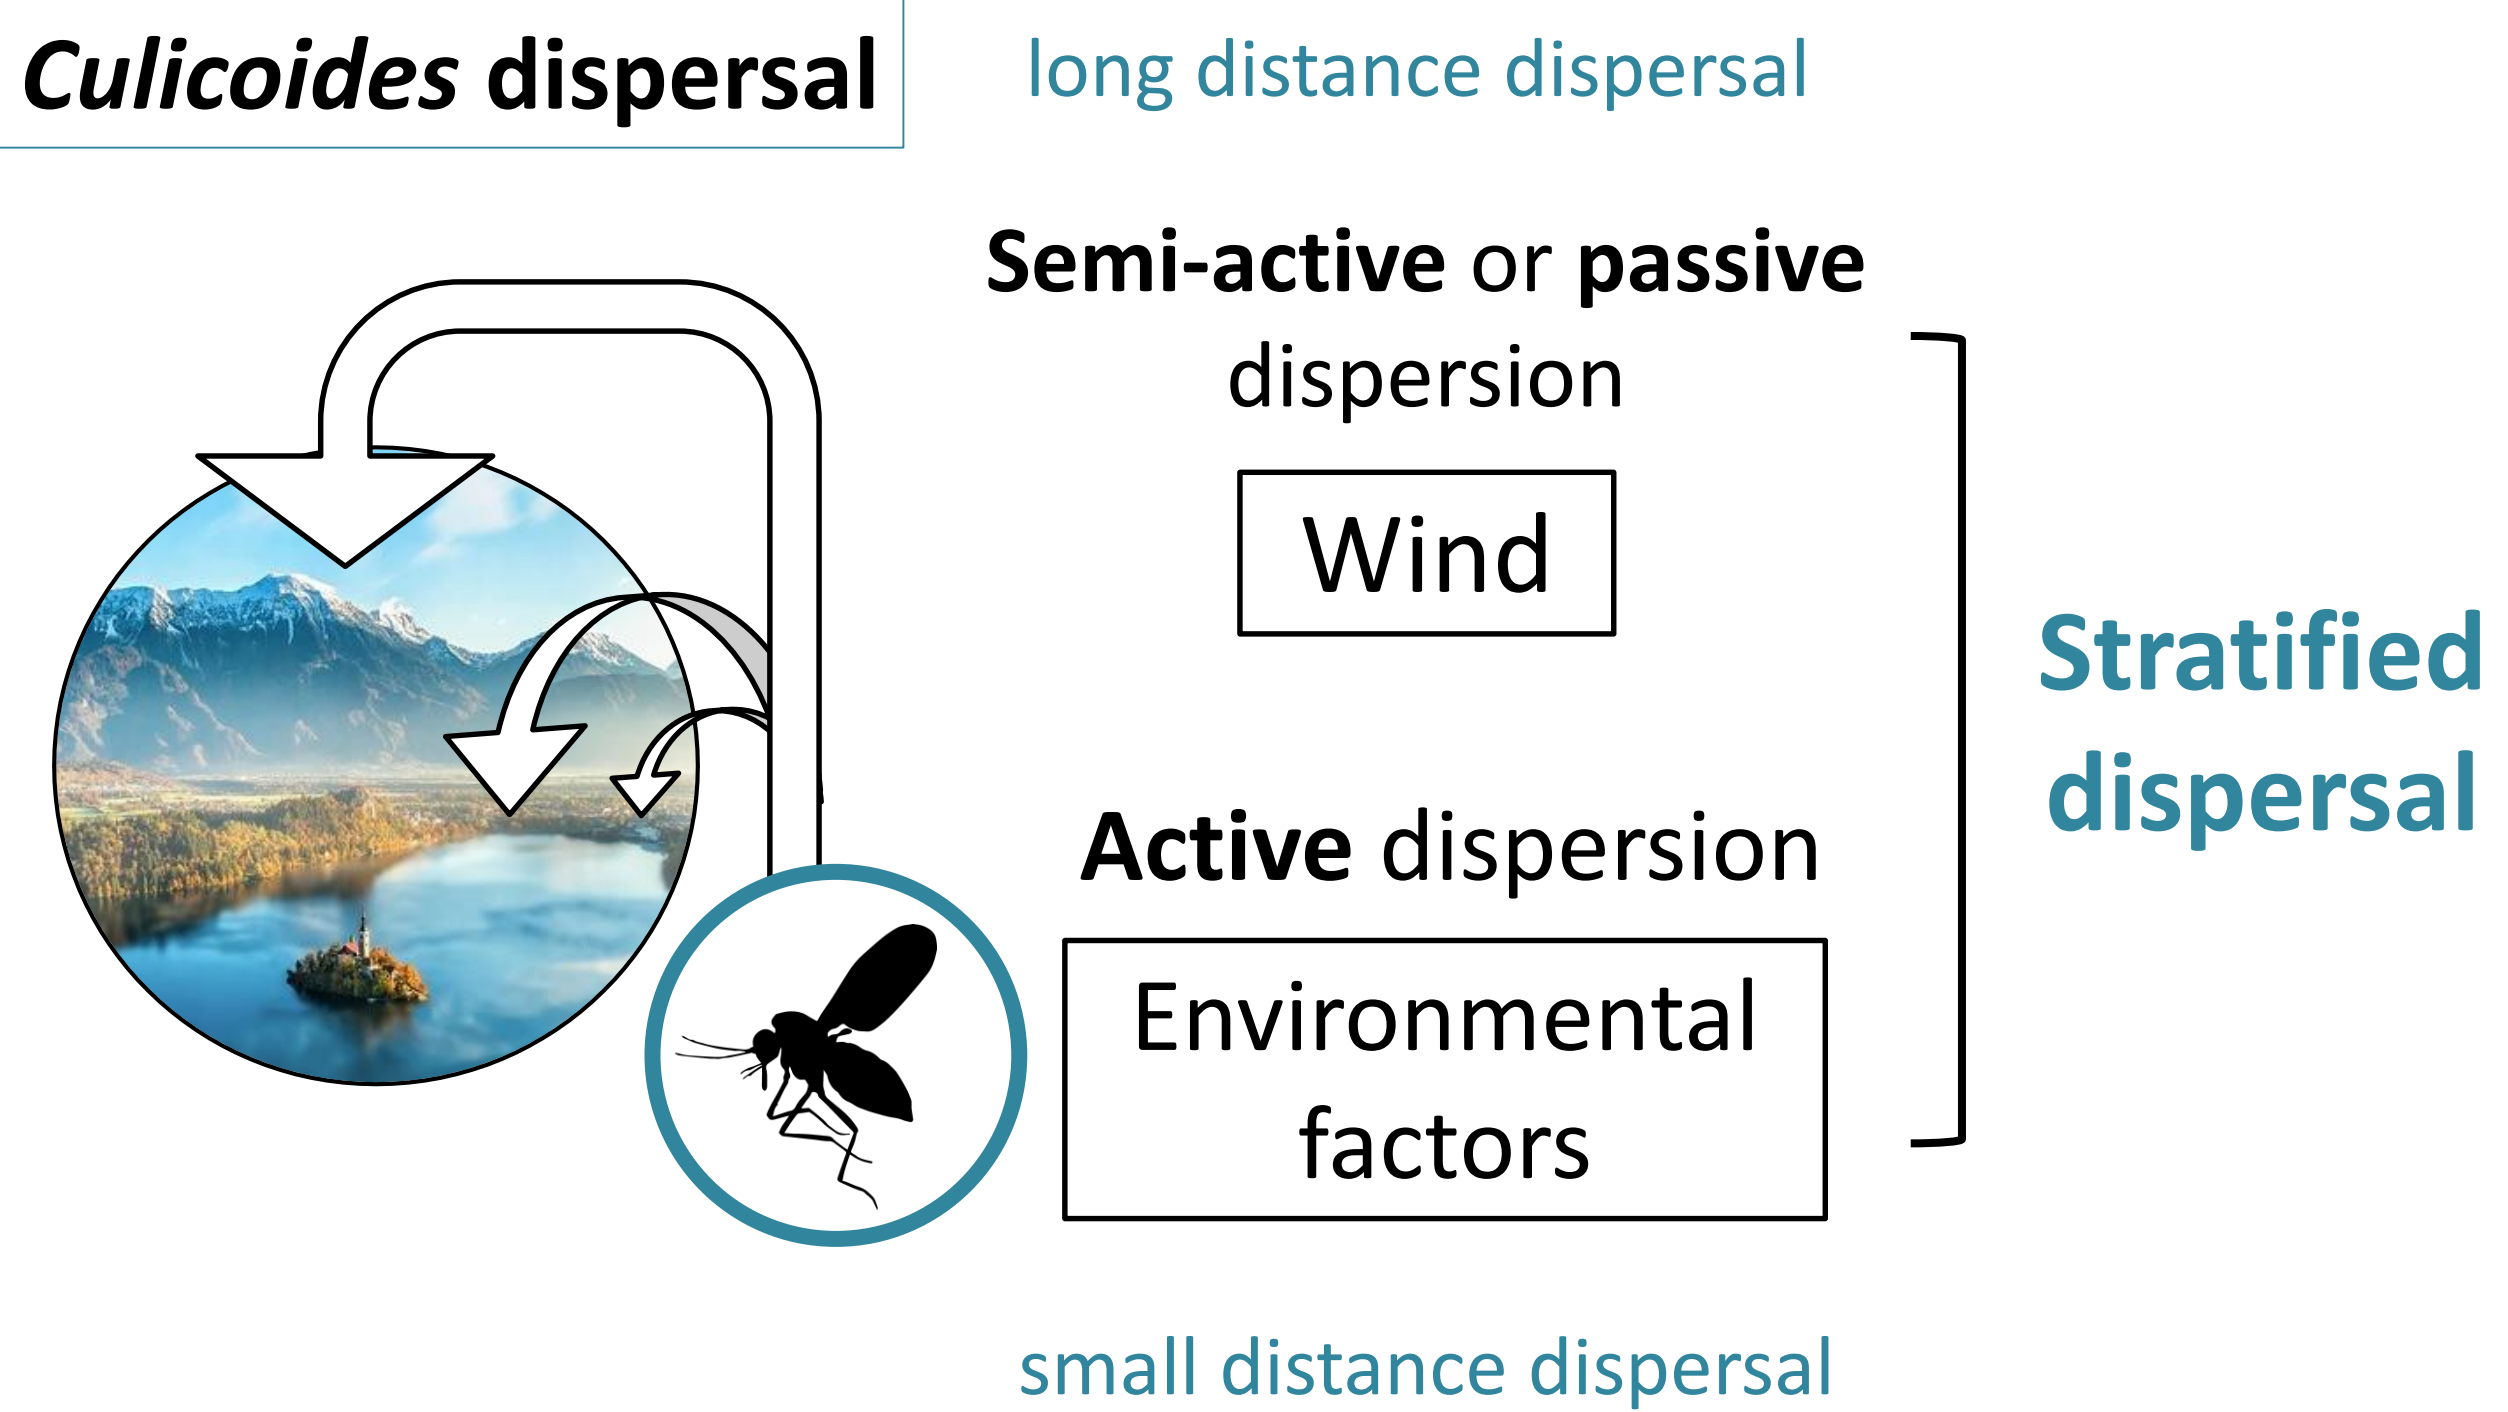 Culicoides dispersal
long distance dispersal
Semi-active or passive
dispersion
Wind
Stratified
dispersal
Active dispersion
Environmental
factors
small distance dispersal